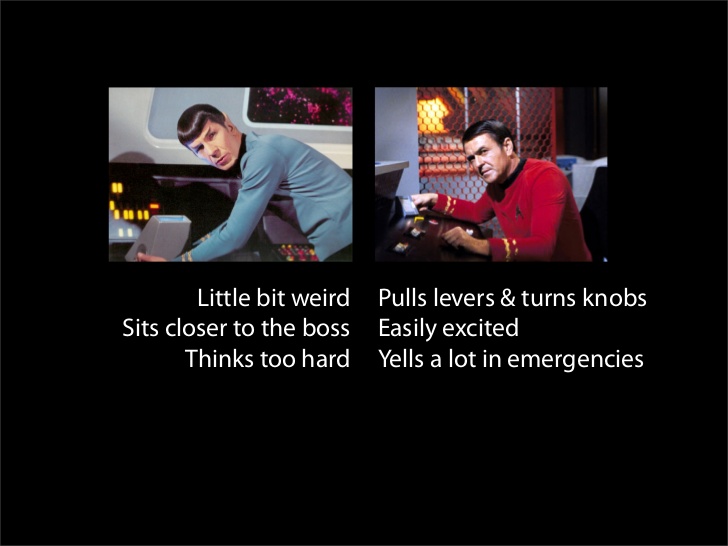 Little bit weird
Sits closer to the boss
Thinks too hard
Pulls levers & turns knobs
Easily excited
Yells a lot in emergencies